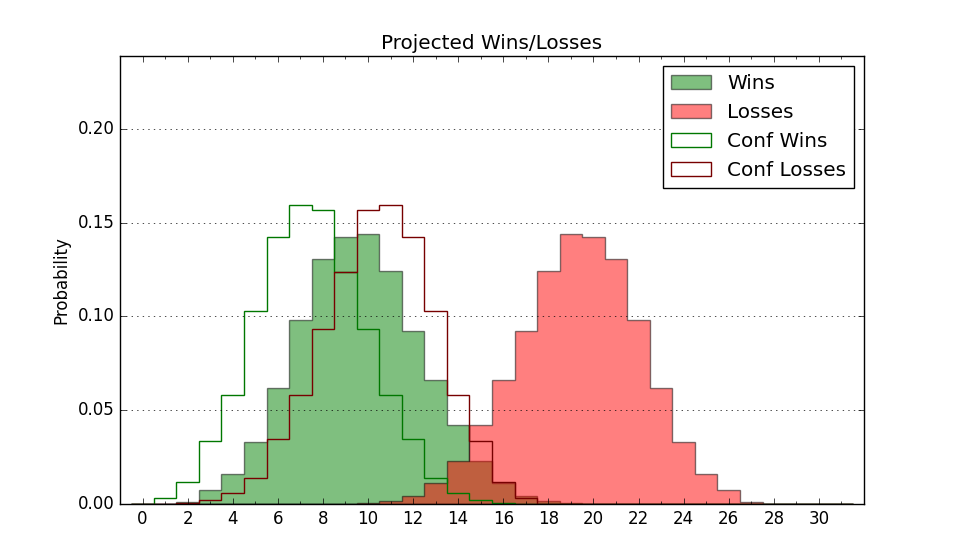 Projected Wins/Losses
Wins
Losses
Conf Wins
Conf Losses
Probability
0.20
0.15
0.10
0.05
0.00
0 2 4 6 8 10 12 14 16 18 20 22 24 26 28 30